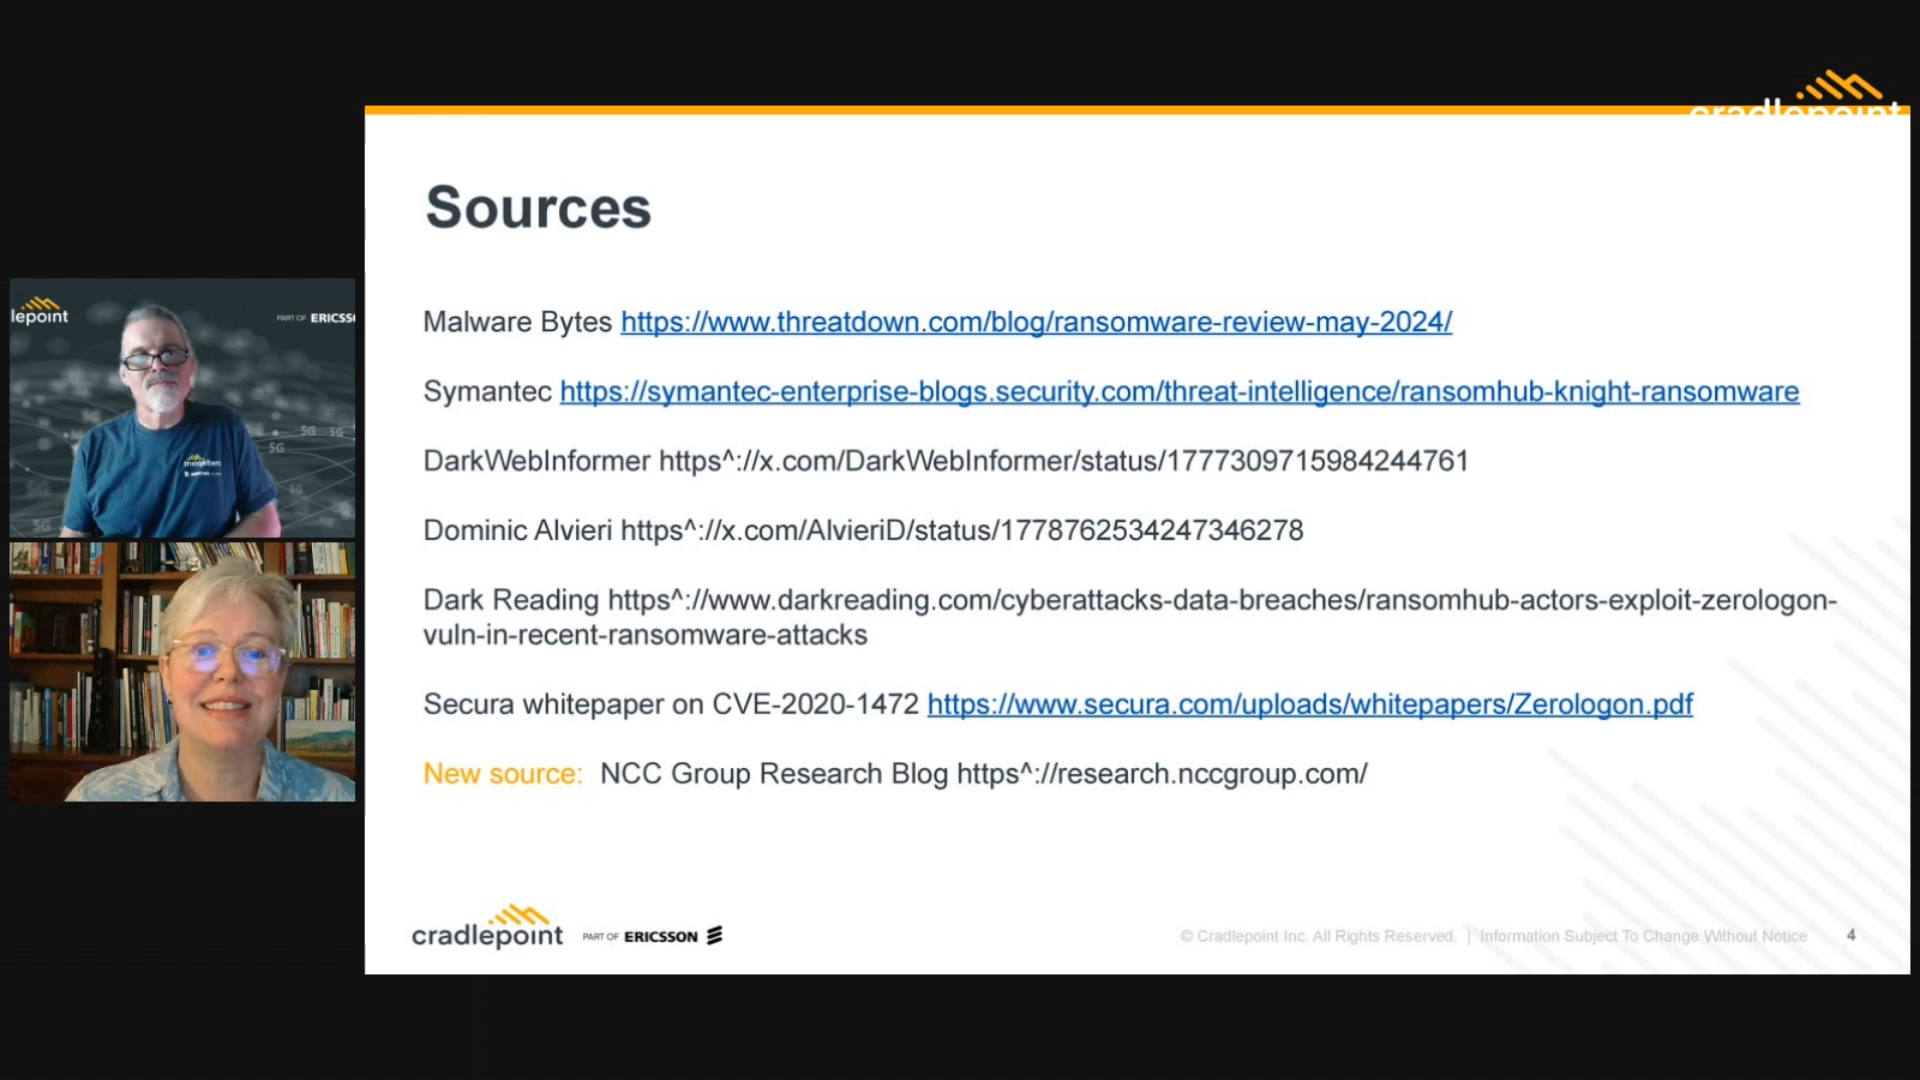 cradlepoint
Sources
Malware Bytes https://www.threatdown.com/blog/ransomware-review-may-2024/
Symantec https://symantec-enterprise-blogs.security.com/threat-intelligence/ransomhub-knight-ransomware
DarkWebInformer https^://x.com/DarkWebInformer/status/1777309715984244761
Dominic Alvieri https^://x.com/AlvieriD/status/1778762534247346278
Dark Reading https^://www.darkreading.com/cyberattacks-data-breaches/ransomhub-actors-exploit-zerologon-
vuln-in-recent-ransomware-attacks
Secura whitepaper on CVE-2020-1472 https://www.secura.com/uploads/whitepapers/Zerologon.pdf
New source: NCC Group Research Blog https^://research.nccgroup.com/
cradlepoint PART OF ERICSSON
© Cradlepoint Inc. All Rights Reserved. | Information Subject To Change Without Notice 4
lepoint
PART OF ERICSS
5G 5G
5G
5G